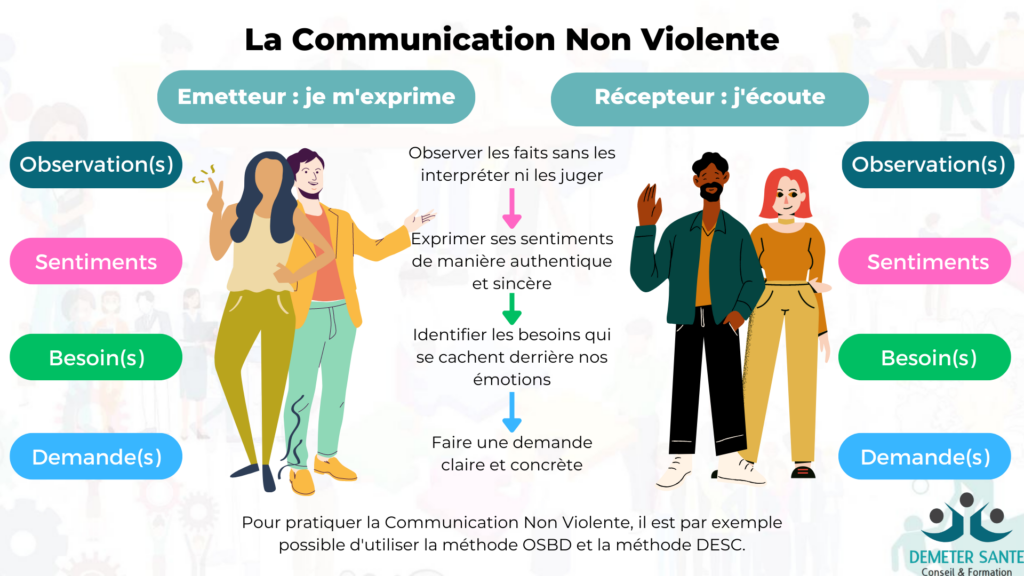 La Communication Non Violente
Emetteur : je m'exprime
Récepteur : j'écoute
Observation(s)
Observer les faits sans les
interpréter ni les juger
Observation(s)
Sentiments
Exprimer ses sentiments
de manière authentique
et sincère
Sentiments
Besoin(s)
Identifier les besoins qui
se cachent derrière nos
émotions
Besoin(s)
Demande(s)
Faire une demande
claire et concrète
Demande(s)
Pour pratiquer la Communication Non Violente, il est par exemple
possible d'utiliser la méthode OSBD et la méthode DESC.
DEMETER SANTE
Conseil & Formation